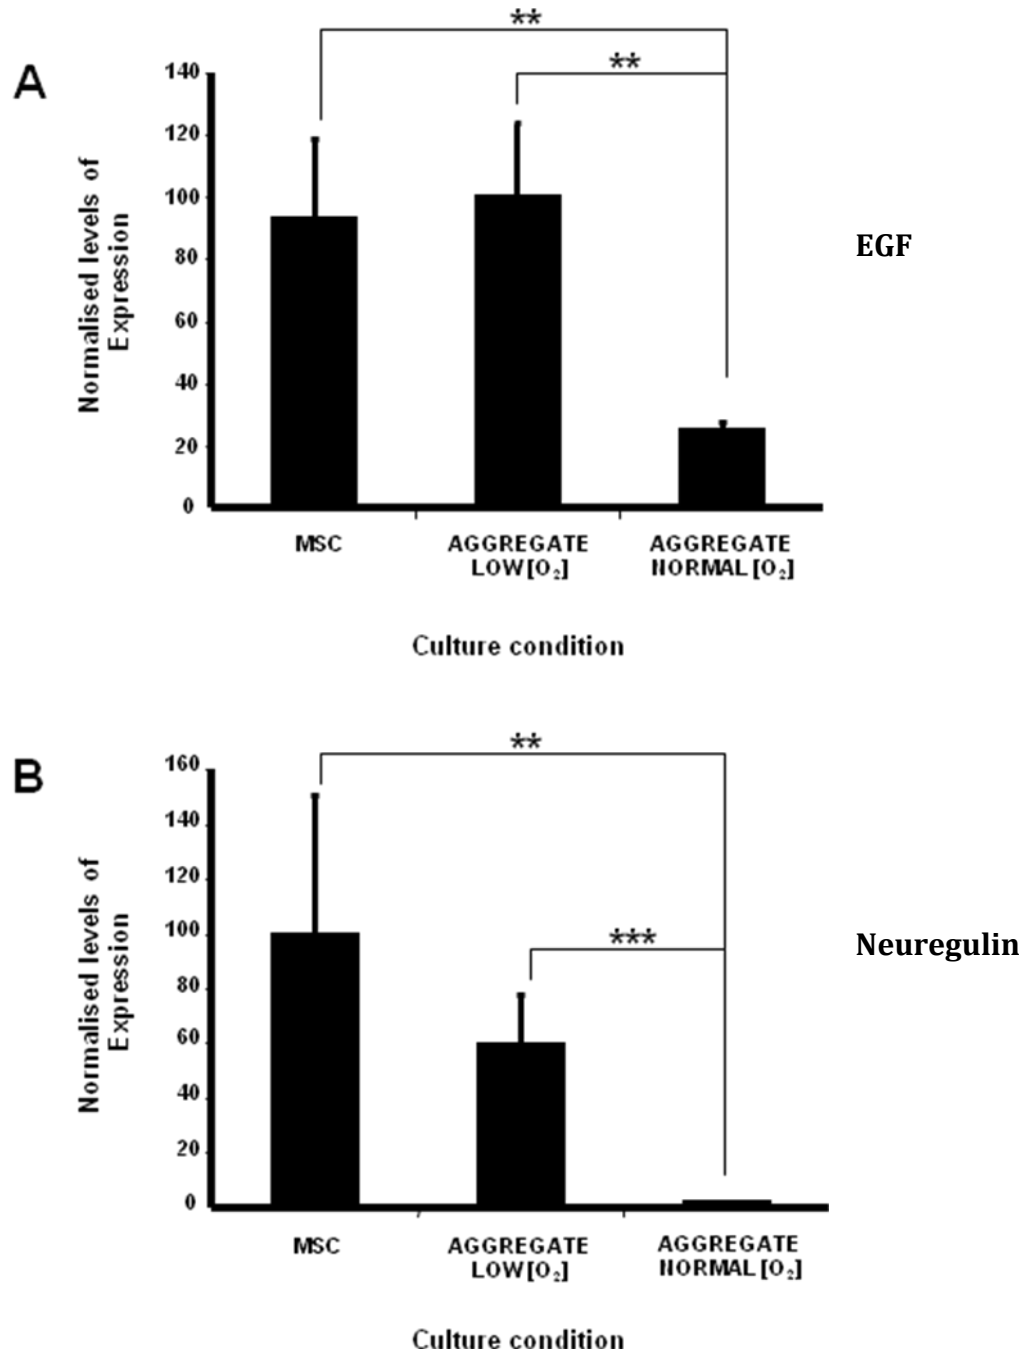 **
**
A
140
120
100
80
60
40
20
0
Normalised levels of
Expression
EGF
MSC
AGGREGATE
LOW[O₂]
AGGREGATE
NORMAL[O₂]
Culture condition
**
B
160
140
120
100
80
60
40
20
0
Normalised levels of
Expression
***
Neuregulin
MSC
AGGREGATE
LOW[O₂]
AGGREGATE
NORMAL[O₂]
Culture condition